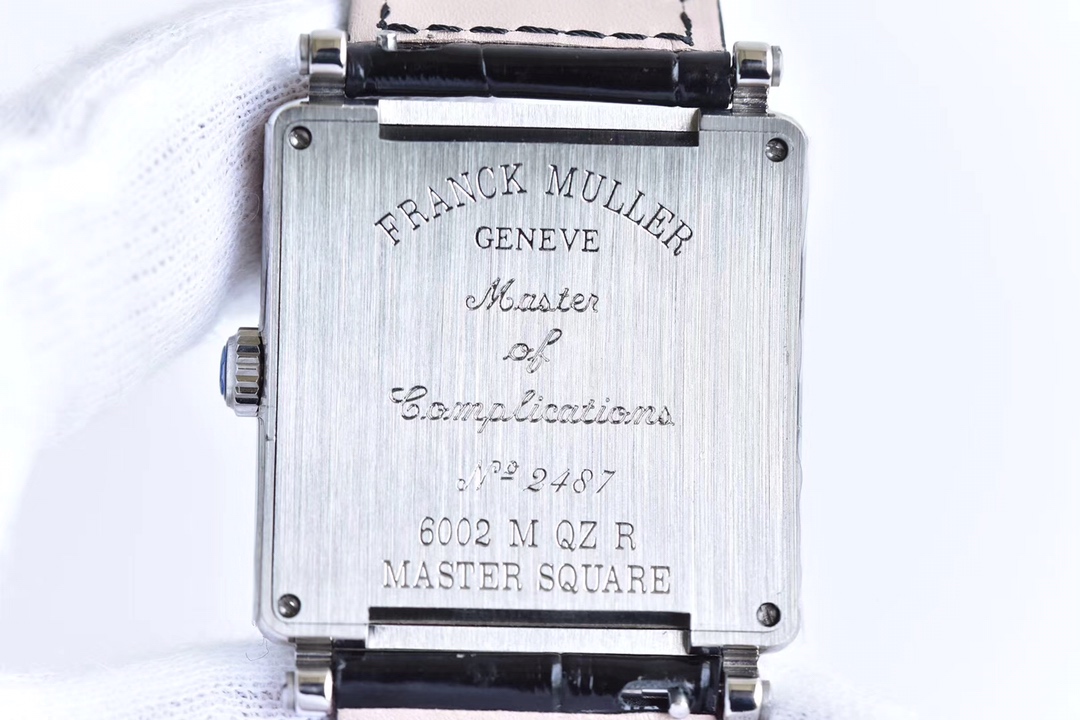 FRANCK MULLER
GENEVE
Master
of
Complications
Nº 2487
6002 M QZ R
MASTER SQUARE